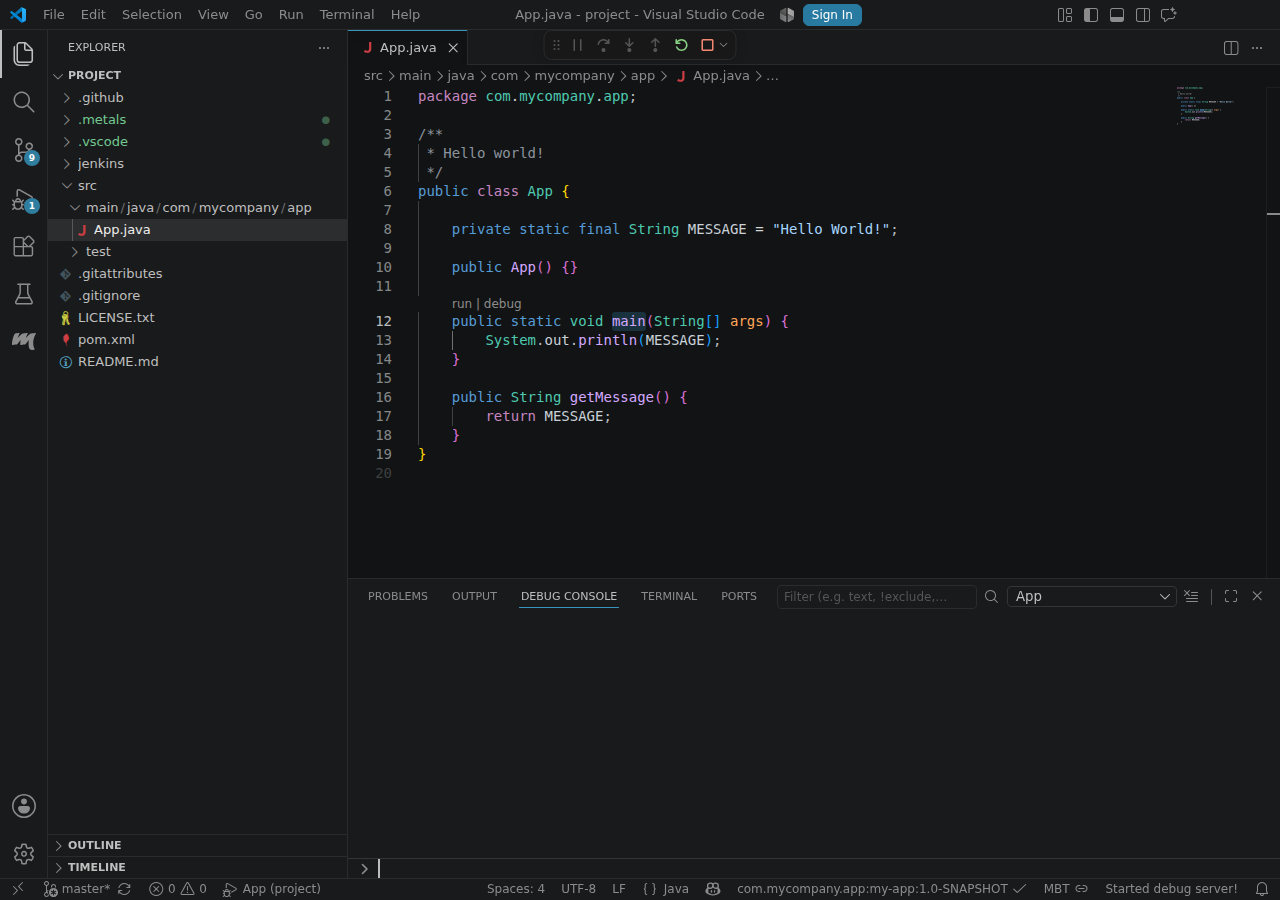 File Edit Selection View Go Run Terminal Help
App.java - project - Visual Studio Code
Sign In
EXPLORER
PROJECT
.github
.metals
.vscode
jenkins
src
main/java/com/mycompany/app
App.java
test
.gitattributes
.gitignore
LICENSE.txt
pom.xml
README.md
9
1
OUTLINE
TIMELINE
App.java
src > main > java > com > mycompany > app > App.java > ...
1 package com.mycompany.app;
2
3 /**
4  * Hello world!
5  */
6 public class App {
7
8     private static final String MESSAGE = "Hello World!";
9
10     public App() {}
11
run | debug
12     public static void main(String[] args) {
13         System.out.println(MESSAGE);
14     }
15
16     public String getMessage() {
17         return MESSAGE;
18     }
19 }
20
PROBLEMS OUTPUT DEBUG CONSOLE TERMINAL PORTS
Filter (e.g. text, !exclude,...
App
master* 0 0 App (project)
Spaces: 4 UTF-8 LF { } Java com.mycompany.app:my-app:1.0-SNAPSHOT MBT Started debug server!